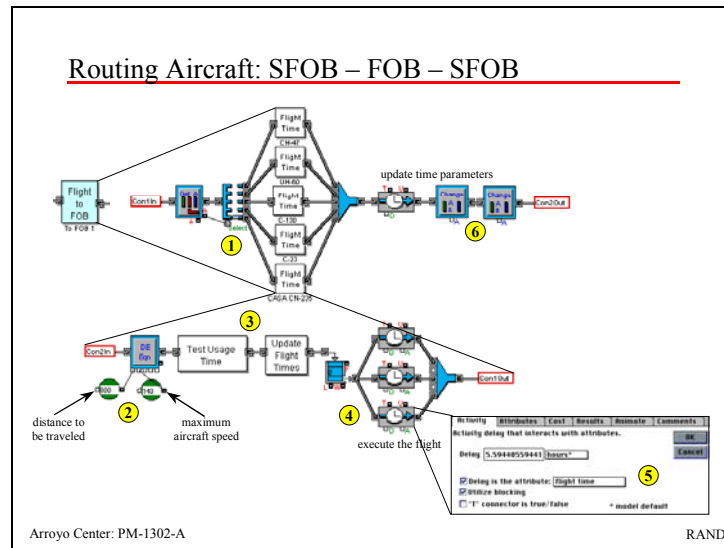 Routing Aircraft: SFOB – FOB – SFOB
Flight
Time
CH-47
Flight
Time
UH-60
Flight
Time
C-130
Flight
Time
C-23
Flight
Time
CASA CN-235
Flight
to
FOB
To FOB 1
Con1In
Select
1
update time parameters
Change
Change
6
Con2Out
3
Con2In
DE
Eqn
Test Usage
Time
Update
Flight
Times
2
distance to
be traveled
maximum
aircraft speed
4
execute the flight
Con1Out
Activity Attributes Cost Results Animate Comments
Activity delay that interacts with attributes.
OK
Cancel
Delay 5.59440559441 hours*
Delay is the attribute: flight time
Utilize blocking
"T" connector is true/false
* model default
5
Arroyo Center: PM-1302-A
RAND